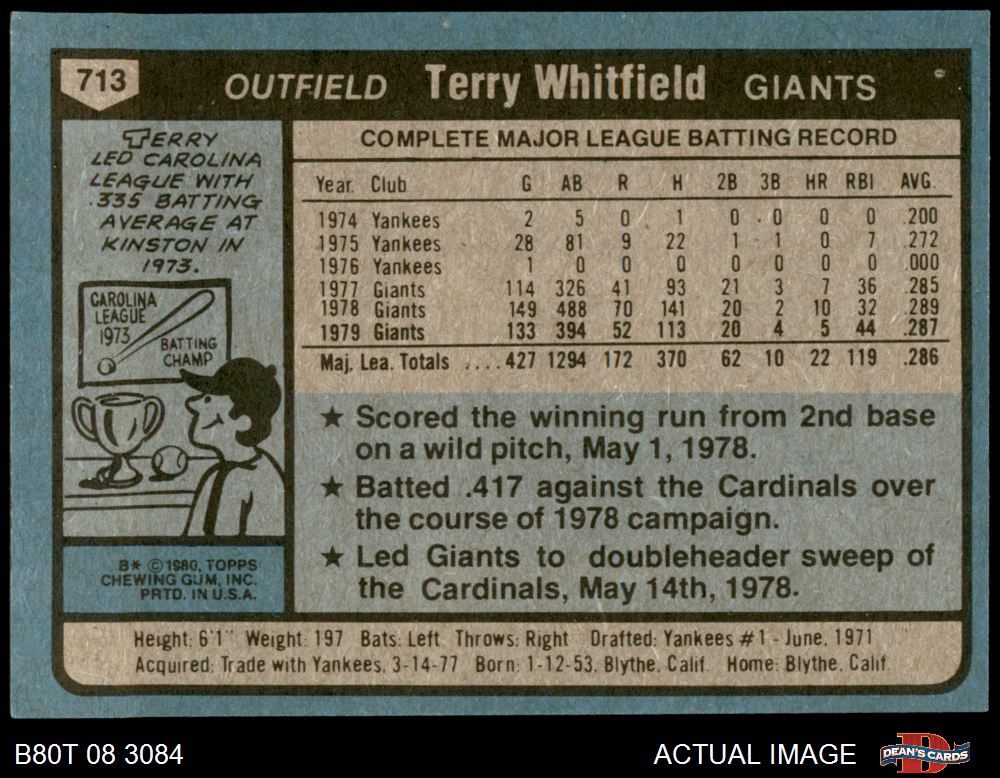 713 OUTFIELD Terry Whitfield GIANTS
TERRY
LED CAROLINA
LEAGUE WITH
.335 BATTING
AVERAGE AT
KINSTON IN
1973.
CAROLINA
LEAGUE
1973
BATTING
CHAMP
B* © 1980, TOPPS
CHEWING GUM, INC.
PRTD. IN U.S.A.
COMPLETE MAJOR LEAGUE BATTING RECORD
Year Club G AB R H 2B 3B HR RBI AVG.
1974 Yankees 2 5 0 1 0 0 0 0 .200
1975 Yankees 28 81 9 22 1 1 0 7 .272
1976 Yankees 1 0 0 0 0 0 0 0 .000
1977 Giants 114 326 41 93 21 3 7 36 .285
1978 Giants 149 488 70 141 20 2 10 32 .289
1979 Giants 133 394 52 113 20 4 5 44 .287
Maj. Lea. Totals ....427 1294 172 370 62 10 22 119 .286
★ Scored the winning run from 2nd base
on a wild pitch, May 1, 1978.
★ Batted .417 against the Cardinals over
the course of 1978 campaign.
★ Led Giants to doubleheader sweep of
the Cardinals, May 14th, 1978.
Height: 6'1" Weight: 197 Bats: Left Throws: Right Drafted: Yankees #1 - June, 1971
Acquired: Trade with Yankees, 3-14-77 Born: 1-12-53, Blythe, Calif. Home: Blythe, Calif.
B80T 08 3084 ACTUAL IMAGE DEAN'S CARDS